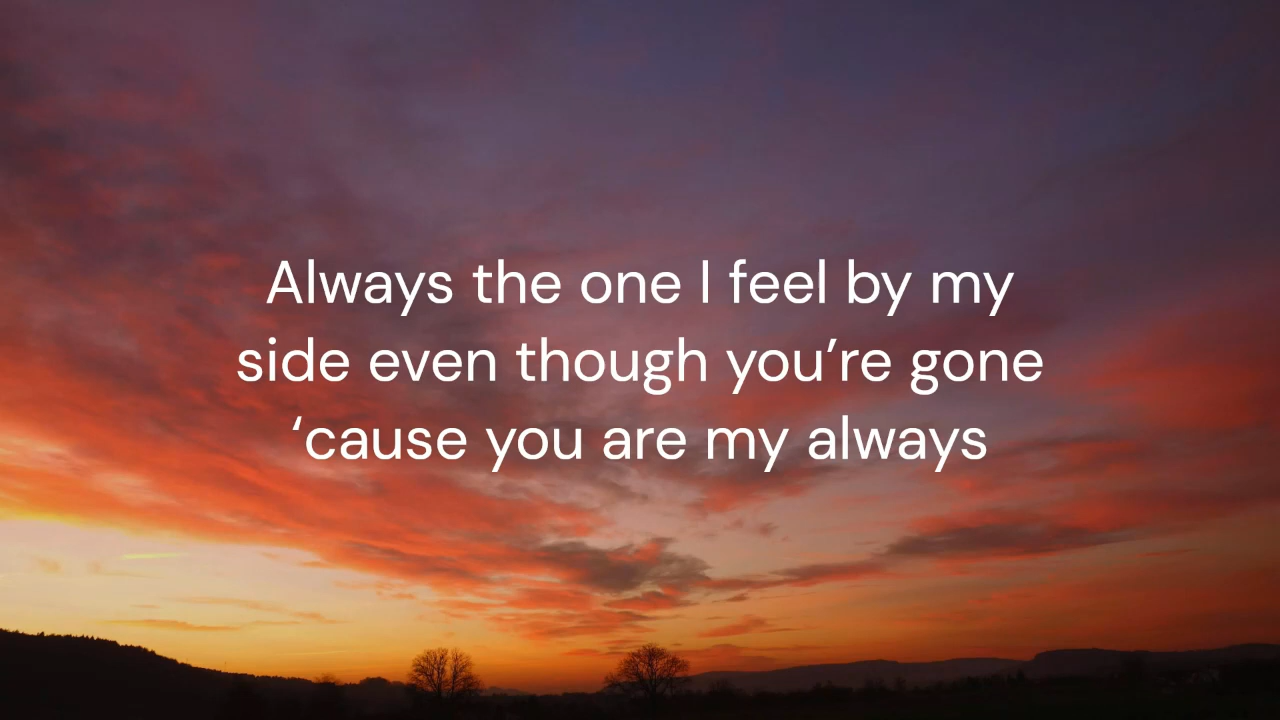 Always the one I feel by my
side even though you’re gone
‘cause you are my always